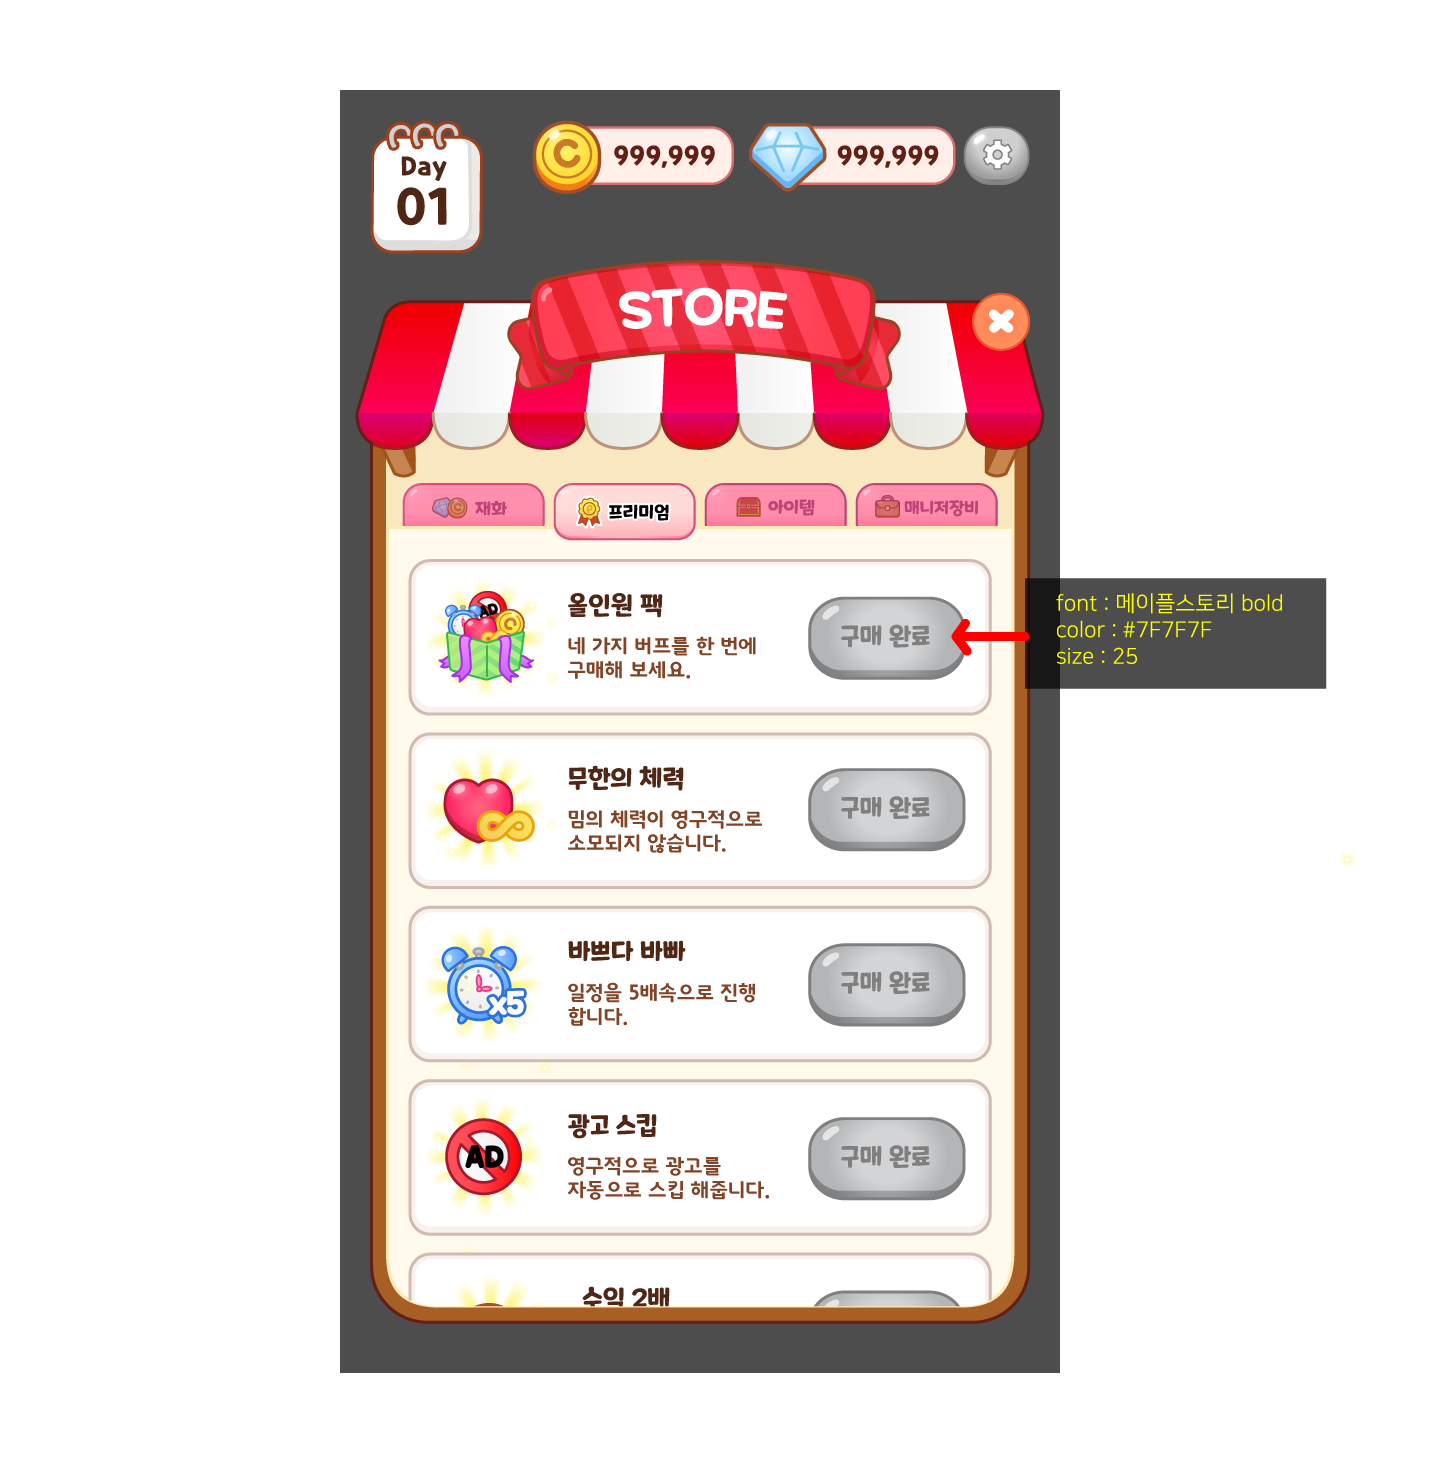 Day
01
999,999
999,999
STORE
재화
프리미엄
아이템
매니저장비
AD
올인원 팩
네 가지 버프를 한 번에
구매해 보세요.
구매 완료
font : 메이플스토리 bold
color : #7F7F7F
size : 25
무한의 체력
밈의 체력이 영구적으로
소모되지 않습니다.
구매 완료
x5
바쁘다 바빠
일정을 5배속으로 진행
합니다.
구매 완료
AD
광고 스킵
영구적으로 광고를
자동으로 스킵 해줍니다.
구매 완료
수익 2배